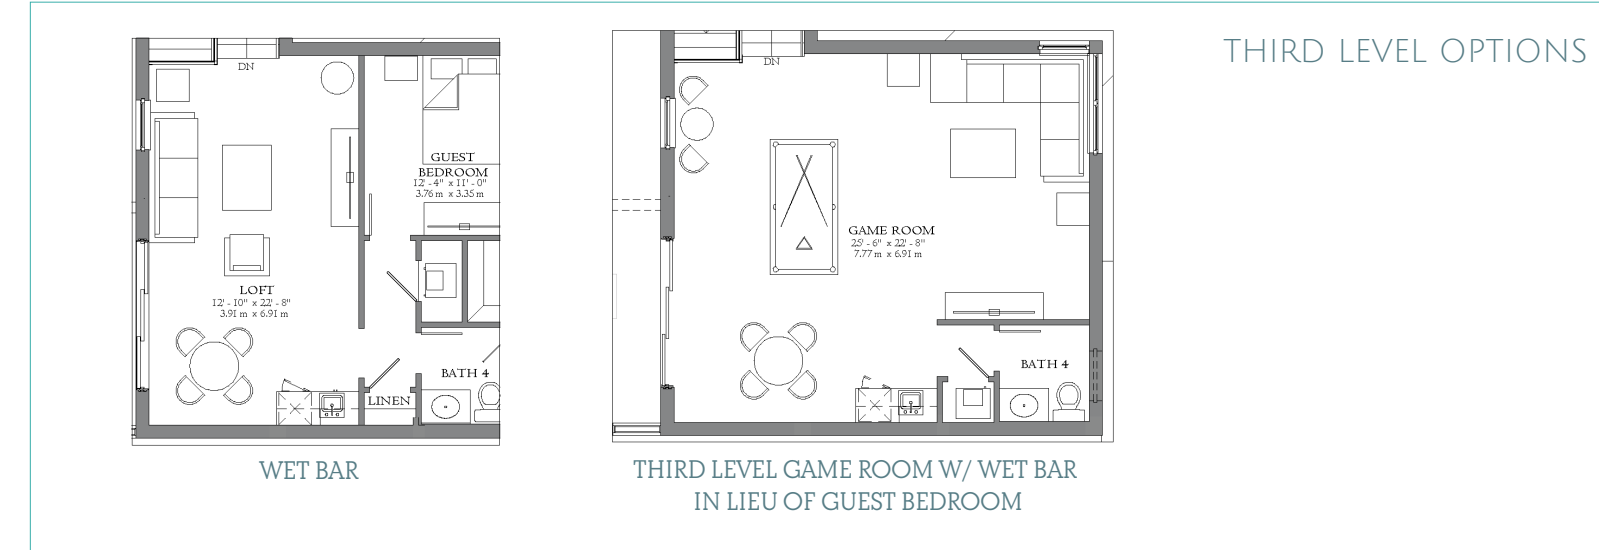 THIRD LEVEL OPTIONS
DN
GUEST
BEDROOM
12' - 4" x 11' - 0"
3.76 m x 3.35 m
LOFT
12' - 10" x 22' - 8"
3.91 m x 6.91 m
BATH 4
LINEN
WET BAR
DN
GAME ROOM
25' - 6" x 22' - 8"
7.77 m x 6.91 m
BATH 4
THIRD LEVEL GAME ROOM W/ WET BAR
IN LIEU OF GUEST BEDROOM